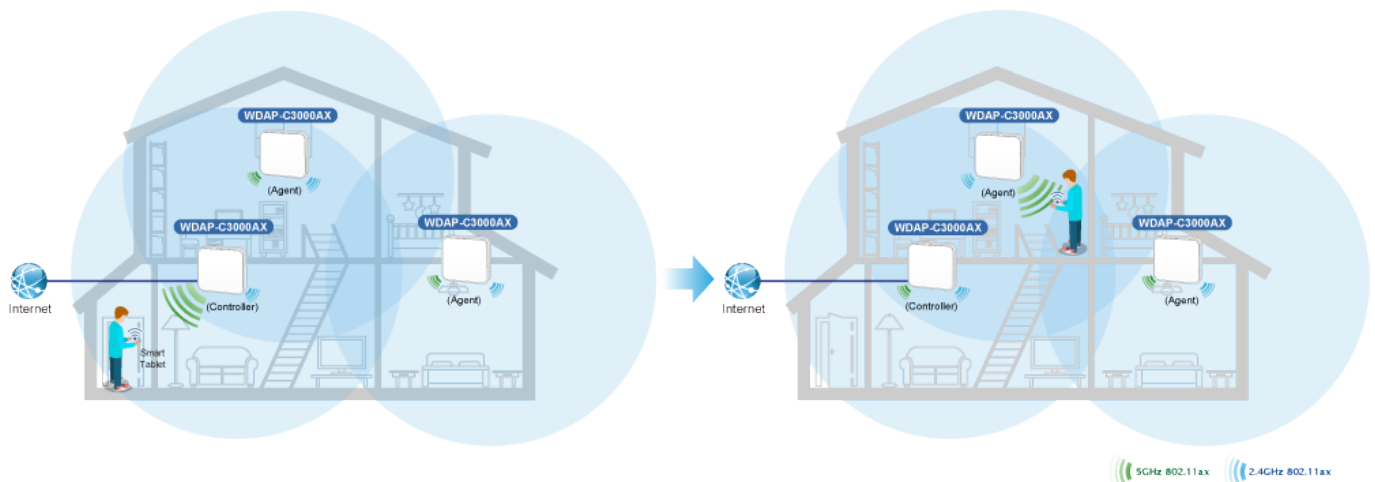 WDAP-C3000AX
(Agent)
WDAP-C3000AX
WDAP-C3000AX
(Controller)
(Agent)
Internet
Smart
Tablet
WDAP-C3000AX
(Agent)
WDAP-C3000AX
WDAP-C3000AX
(Controller)
(Agent)
Internet
5GHz 802.11ax
2.4GHz 802.11ax